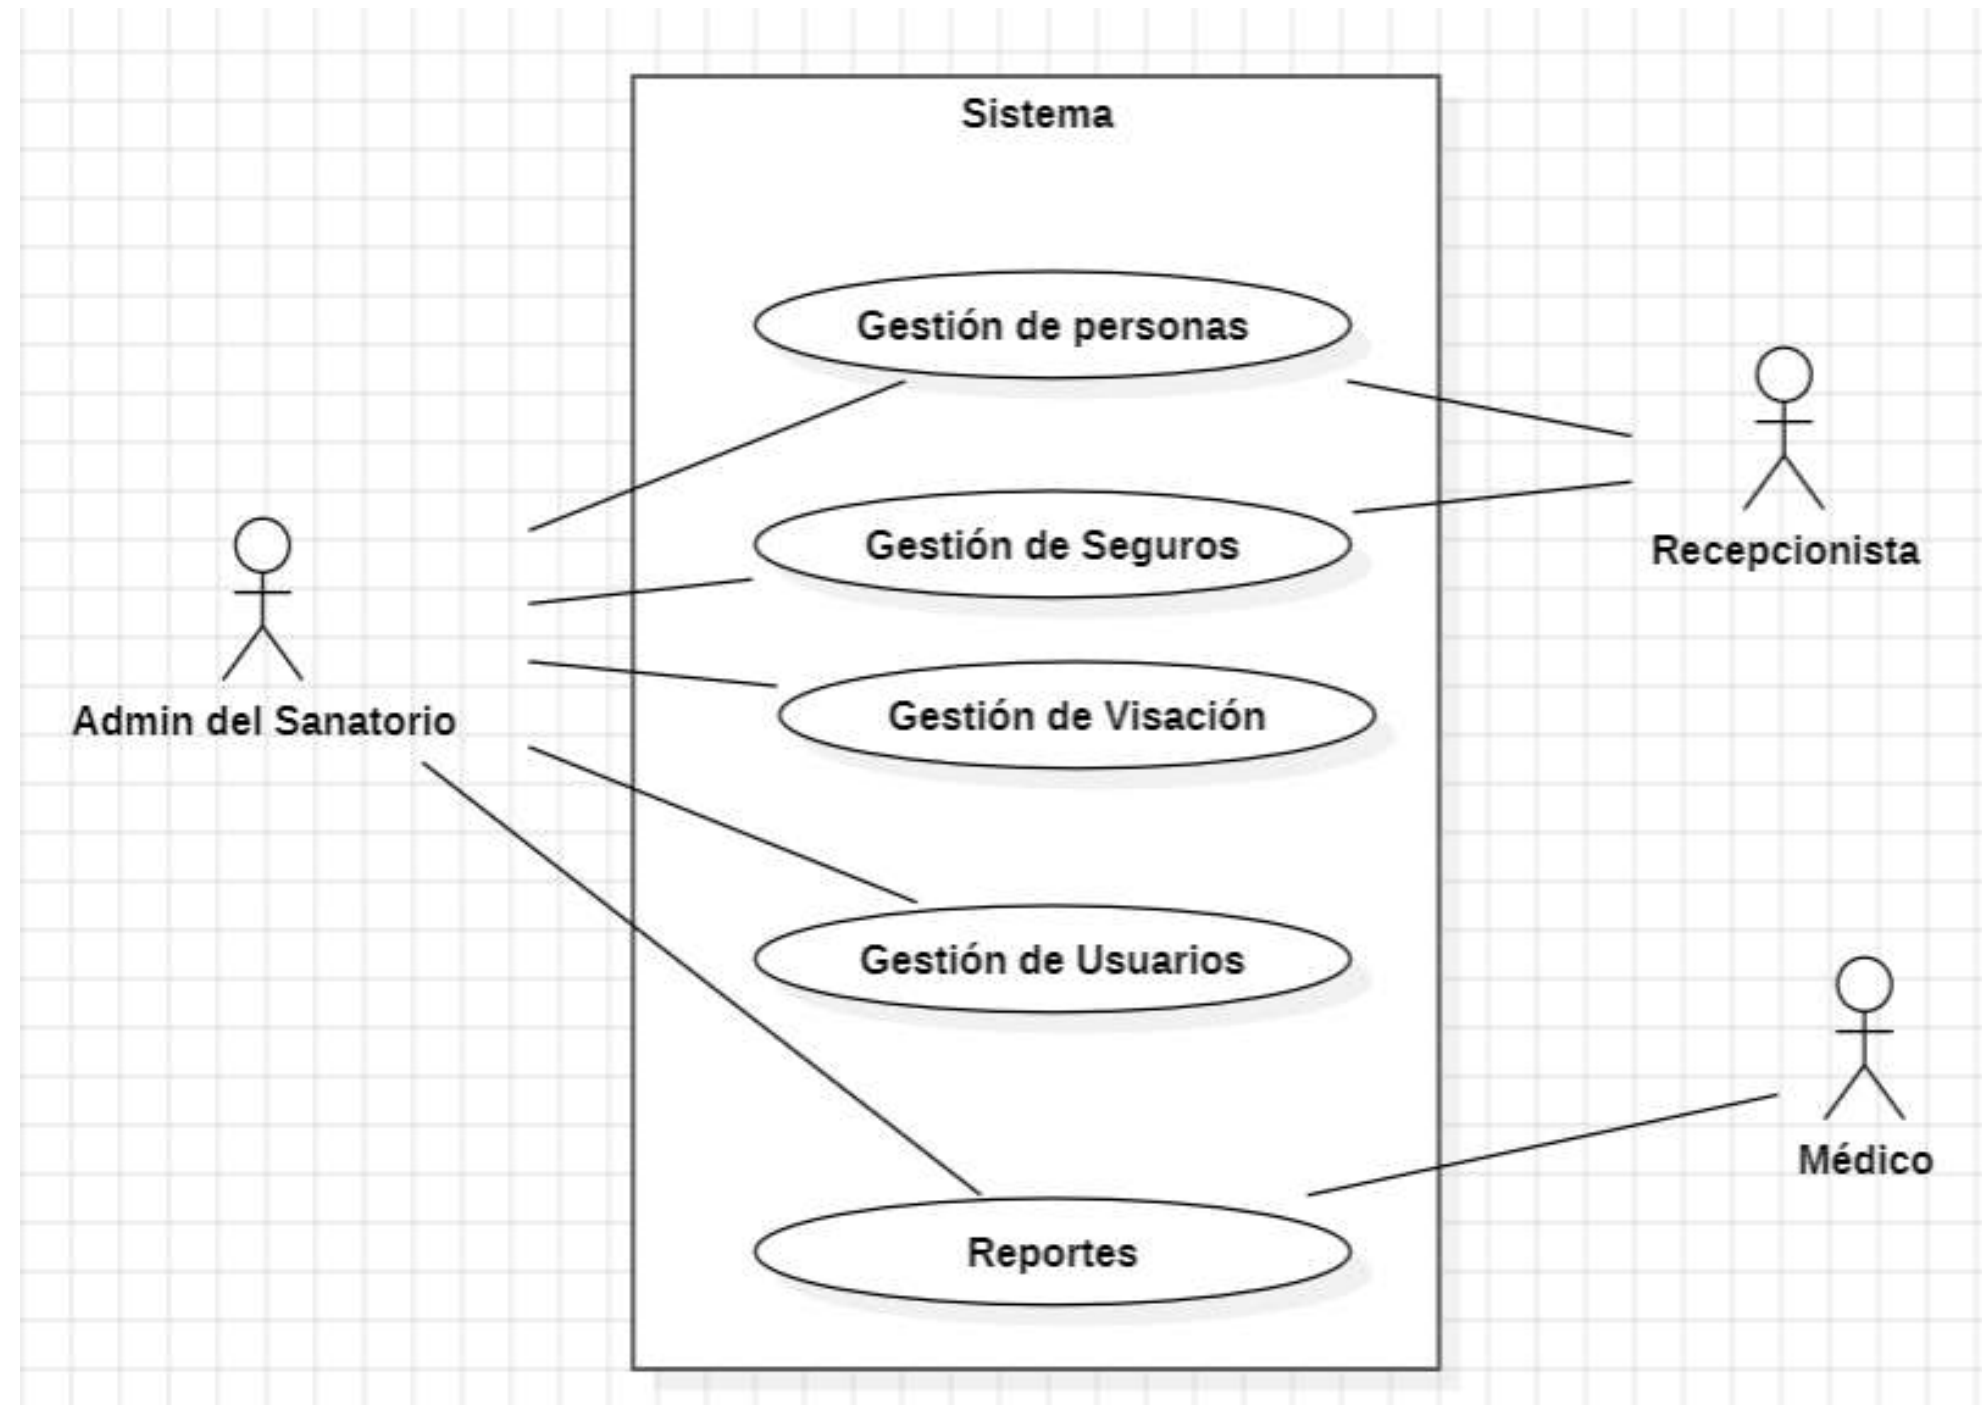 Sistema
Gestión de personas
Gestión de Seguros
Recepcionista
Gestión de Visación
Admin del Sanatorio
Gestión de Usuarios
Médico
Reportes